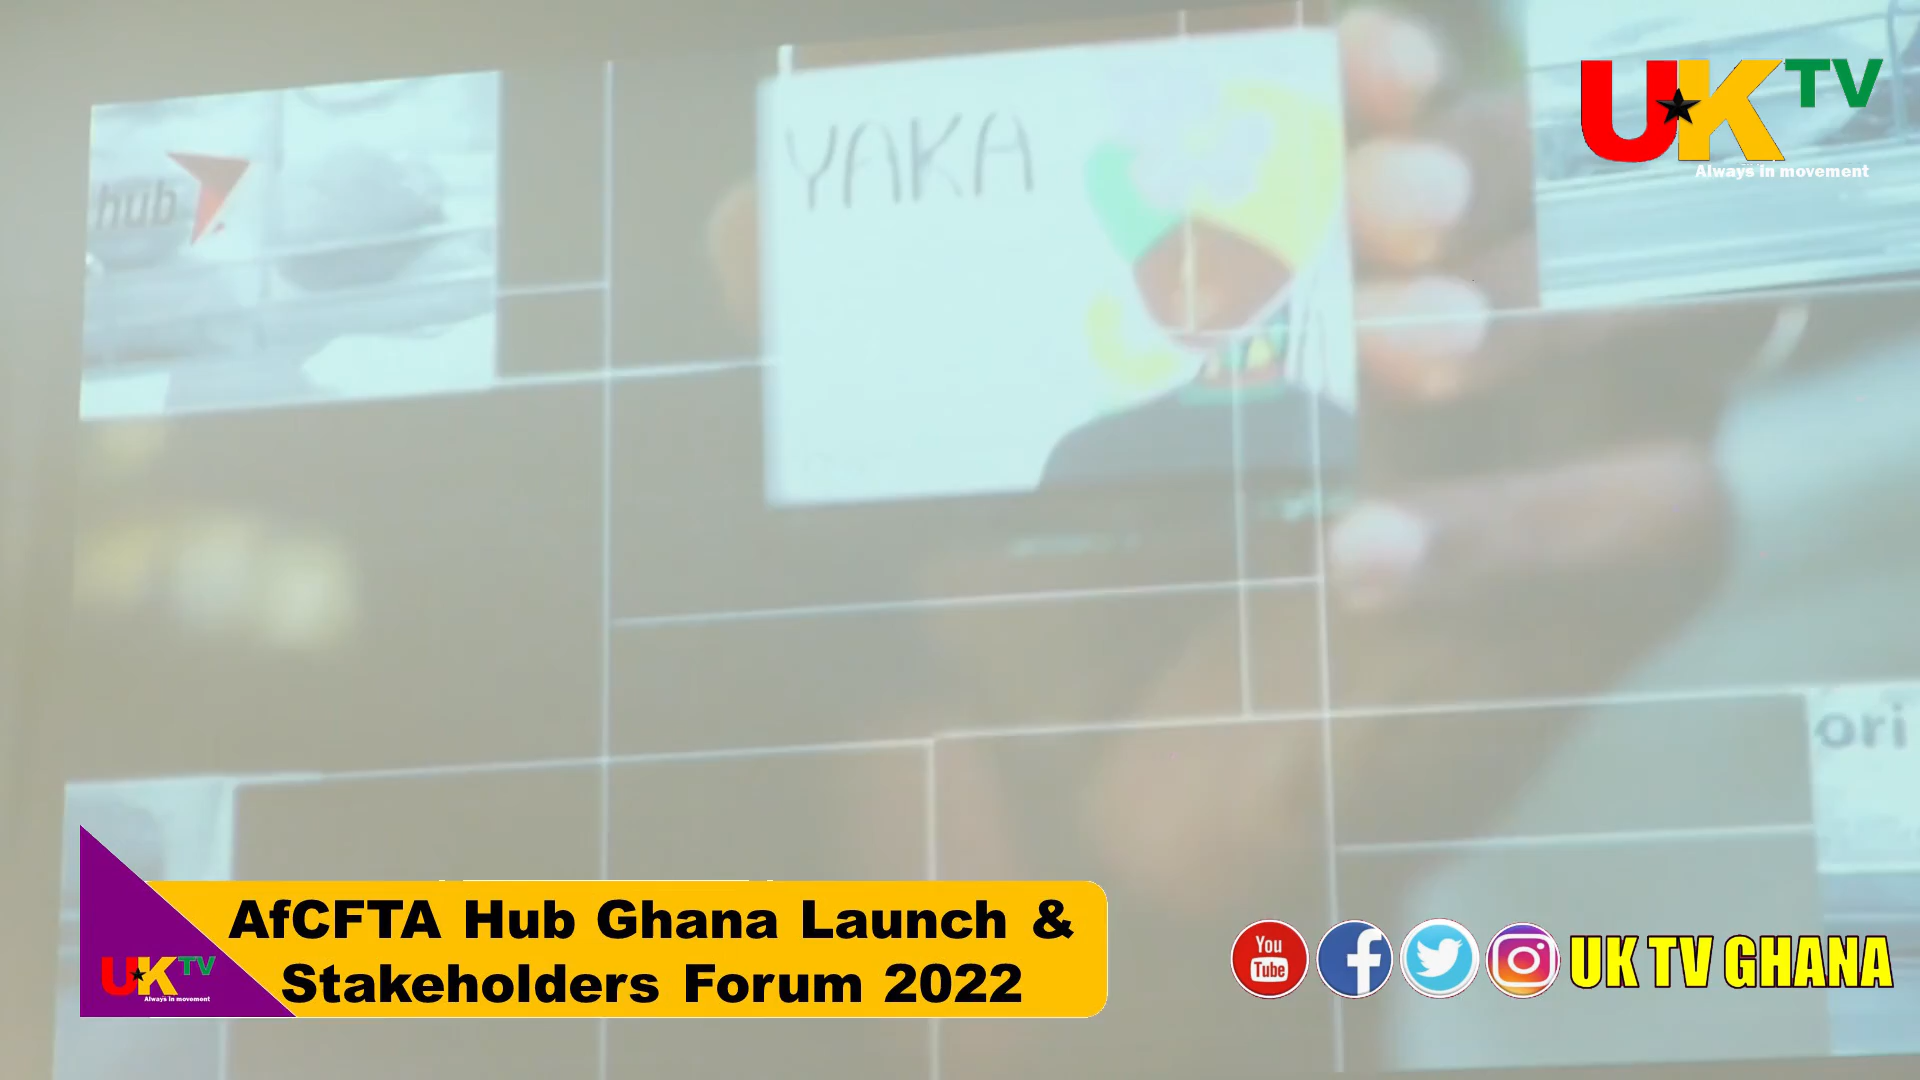 hub
YAKA
UKTV
Always in movement
ori
AfCFTA Hub Ghana Launch &
Stakeholders Forum 2022
UKTV
Always in movement
You
Tube
UK TV GHANA